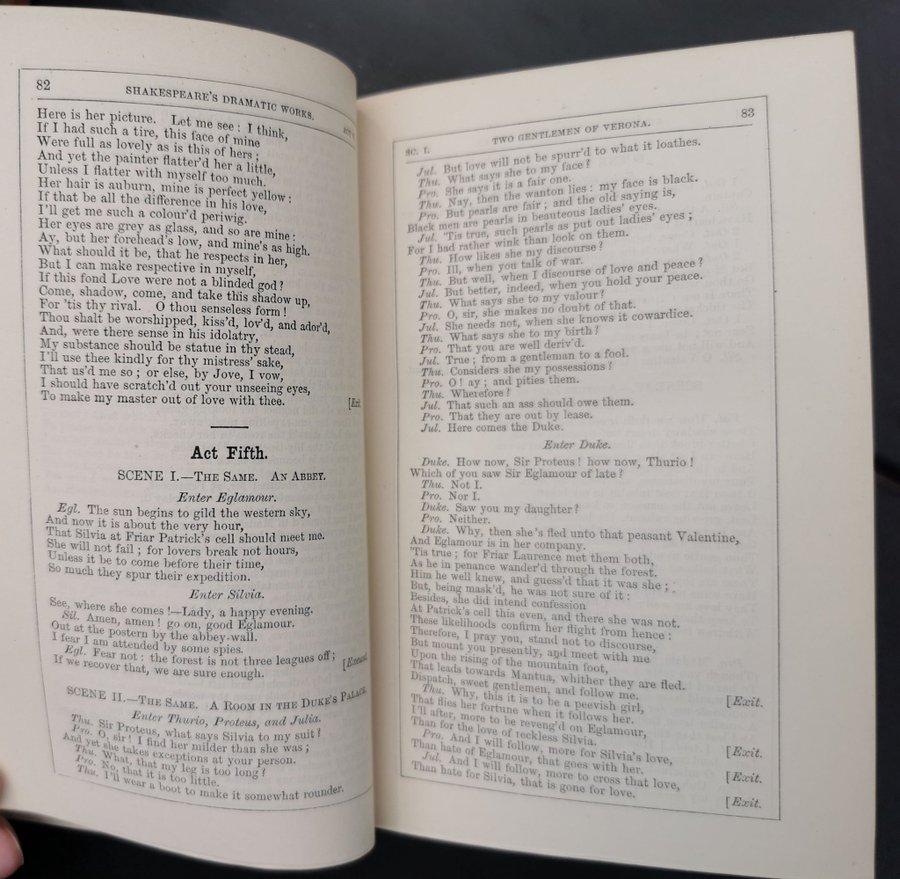 82
SHAKESPEARE'S DRAMATIC WORKS.
Here is her picture. Let me see: I think,
If I had such a tire, this face of mine
Were full as lovely as is this of hers;
And yet the painter flatter'd her a little,
Unless I flatter with myself too much.
Her hair is auburn, mine is perfect yellow:
If that be all the difference in his love,
I'll get me such a colour'd periwig.
Her eyes are grey as glass, and so are mine:
Ay, but her forehead's low, and mine's as high.
What should it be, that he respects in her,
But I can make respective in myself,
If this fond Love were not a blinded god?
Come, shadow, come, and take this shadow up,
For 'tis thy rival. O thou senseless form!
Thou shalt be worshipped, kiss'd, lov'd, and ador'd,
And, were there sense in his idolatry,
My substance should be statue in thy stead,
I'll use thee kindly for thy mistress' sake,
That us'd me so; or else, by Jove, I vow,
I should have scratch'd out your unseeing eyes,
To make my master out of love with thee. [Exit.
Act Fifth.
SCENE I.—THE SAME. AN ABBEY.
Enter Eglamour.
Egl. The sun begins to gild the western sky,
And now it is about the very hour,
That Silvia at Friar Patrick's cell should meet me.
She will not fail; for lovers break not hours,
Unless it be to come before their time,
So much they spur their expedition.
Enter Silvia.
See, where she comes!—Lady, a happy evening.
Sil. Amen, amen! go on, good Eglamour.
Out at the postern by the abbey-wall.
I fear I am attended by some spies.
Egl. Fear not: the forest is not three leagues off;
If we recover that, we are sure enough. [Exeunt.
SCENE II.—THE SAME. A ROOM IN THE DUKE'S PALACE.
Enter Thurio, Proteus, and Julia.
Thu. Sir Proteus, what says Silvia to my suit?
Pro. O, sir! I find her milder than she was;
And yet she takes exceptions at your person.
Thu. What, that my leg is too long?
Pro. No, that it is too little.
Thu. I'll wear a boot to make it somewhat rounder.
SC. I.
TWO GENTLEMEN OF VERONA.
83
Jul. But love will not be spurr'd to what it loathes.
Thu. What says she to my face?
Pro. She says it is a fair one.
Thu. Nay, then the wanton lies: my face is black.
Pro. But pearls are fair; and the old saying is,
Black men are pearls in beauteous ladies' eyes.
Jul. 'Tis true, such pearls as put out ladies' eyes;
For I had rather wink than look on them.
Thu. How likes she my discourse?
Pro. Ill, when you talk of war.
Thu. But well, when I discourse of love and peace?
Jul. But better, indeed, when you hold your peace.
Thu. What says she to my valour?
Pro. O, sir, she makes no doubt of that.
Jul. She needs not, when she knows it cowardice.
Thu. What says she to my birth?
Pro. That you are well deriv'd.
Jul. True; from a gentleman to a fool.
Thu. Considers she my possessions?
Pro. O! ay; and pities them.
Thu. Wherefore?
Jul. That such an ass should owe them.
Pro. That they are out by lease.
Jul. Here comes the Duke.
Enter Duke.
Duke. How now, Sir Proteus! how now, Thurio!
Which of you saw Sir Eglamour of late?
Thu. Not I.
Pro. Nor I.
Duke. Saw you my daughter?
Pro. Neither.
Duke. Why, then she's fled unto that peasant Valentine,
And Eglamour is in her company.
'Tis true; for Friar Laurence met them both,
As he in penance wander'd through the forest.
Him he well knew, and guess'd that it was she;
But, being mask'd, he was not sure of it:
Besides, she did intend confession
At Patrick's cell this even, and there she was not.
These likelihoods confirm her flight from hence:
Therefore, I pray you, stand not to discourse,
But mount you presently, and meet with me
Upon the rising of the mountain foot,
That leads towards Mantua, whither they are fled.
Dispatch, sweet gentlemen, and follow me. [Exit.
Thu. Why, this it is to be a peevish girl,
That flies her fortune when it follows her.
I'll after, more to be reveng'd on Eglamour,
Than for the love of reckless Silvia. [Exit.
Pro. And I will follow, more for Silvia's love,
Than hate of Eglamour, that goes with her. [Exit.
Jul. And I will follow, more to cross that love,
Than hate for Silvia, that is gone for love. [Exit.